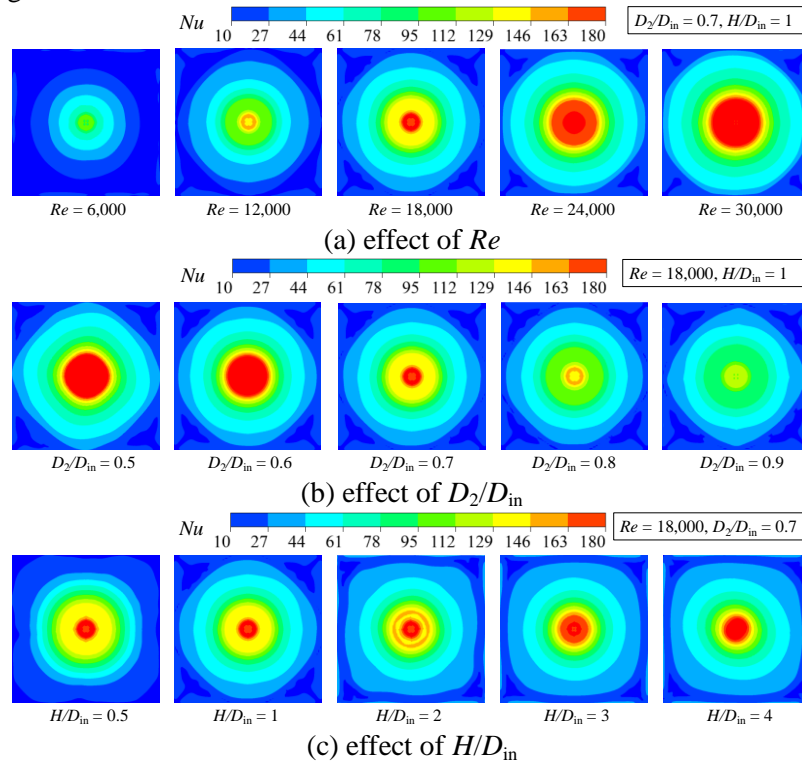 Nu 10 27 44 61 78 95 112 129 146 163 180 D₂/Dᵢₙ = 0.7, H/Dᵢₙ = 1
Re = 6,000 Re = 12,000 Re = 18,000 Re = 24,000 Re = 30,000
(a) effect of Re
Nu 10 27 44 61 78 95 112 129 146 163 180 Re = 18,000, H/Dᵢₙ = 1
D₂/Dᵢₙ = 0.5 D₂/Dᵢₙ = 0.6 D₂/Dᵢₙ = 0.7 D₂/Dᵢₙ = 0.8 D₂/Dᵢₙ = 0.9
(b) effect of D₂/Dᵢₙ
Nu 10 27 44 61 78 95 112 129 146 163 180 Re = 18,000, D₂/Dᵢₙ = 0.7
H/Dᵢₙ = 0.5 H/Dᵢₙ = 1 H/Dᵢₙ = 2 H/Dᵢₙ = 3 H/Dᵢₙ = 4
(c) effect of H/Dᵢₙ